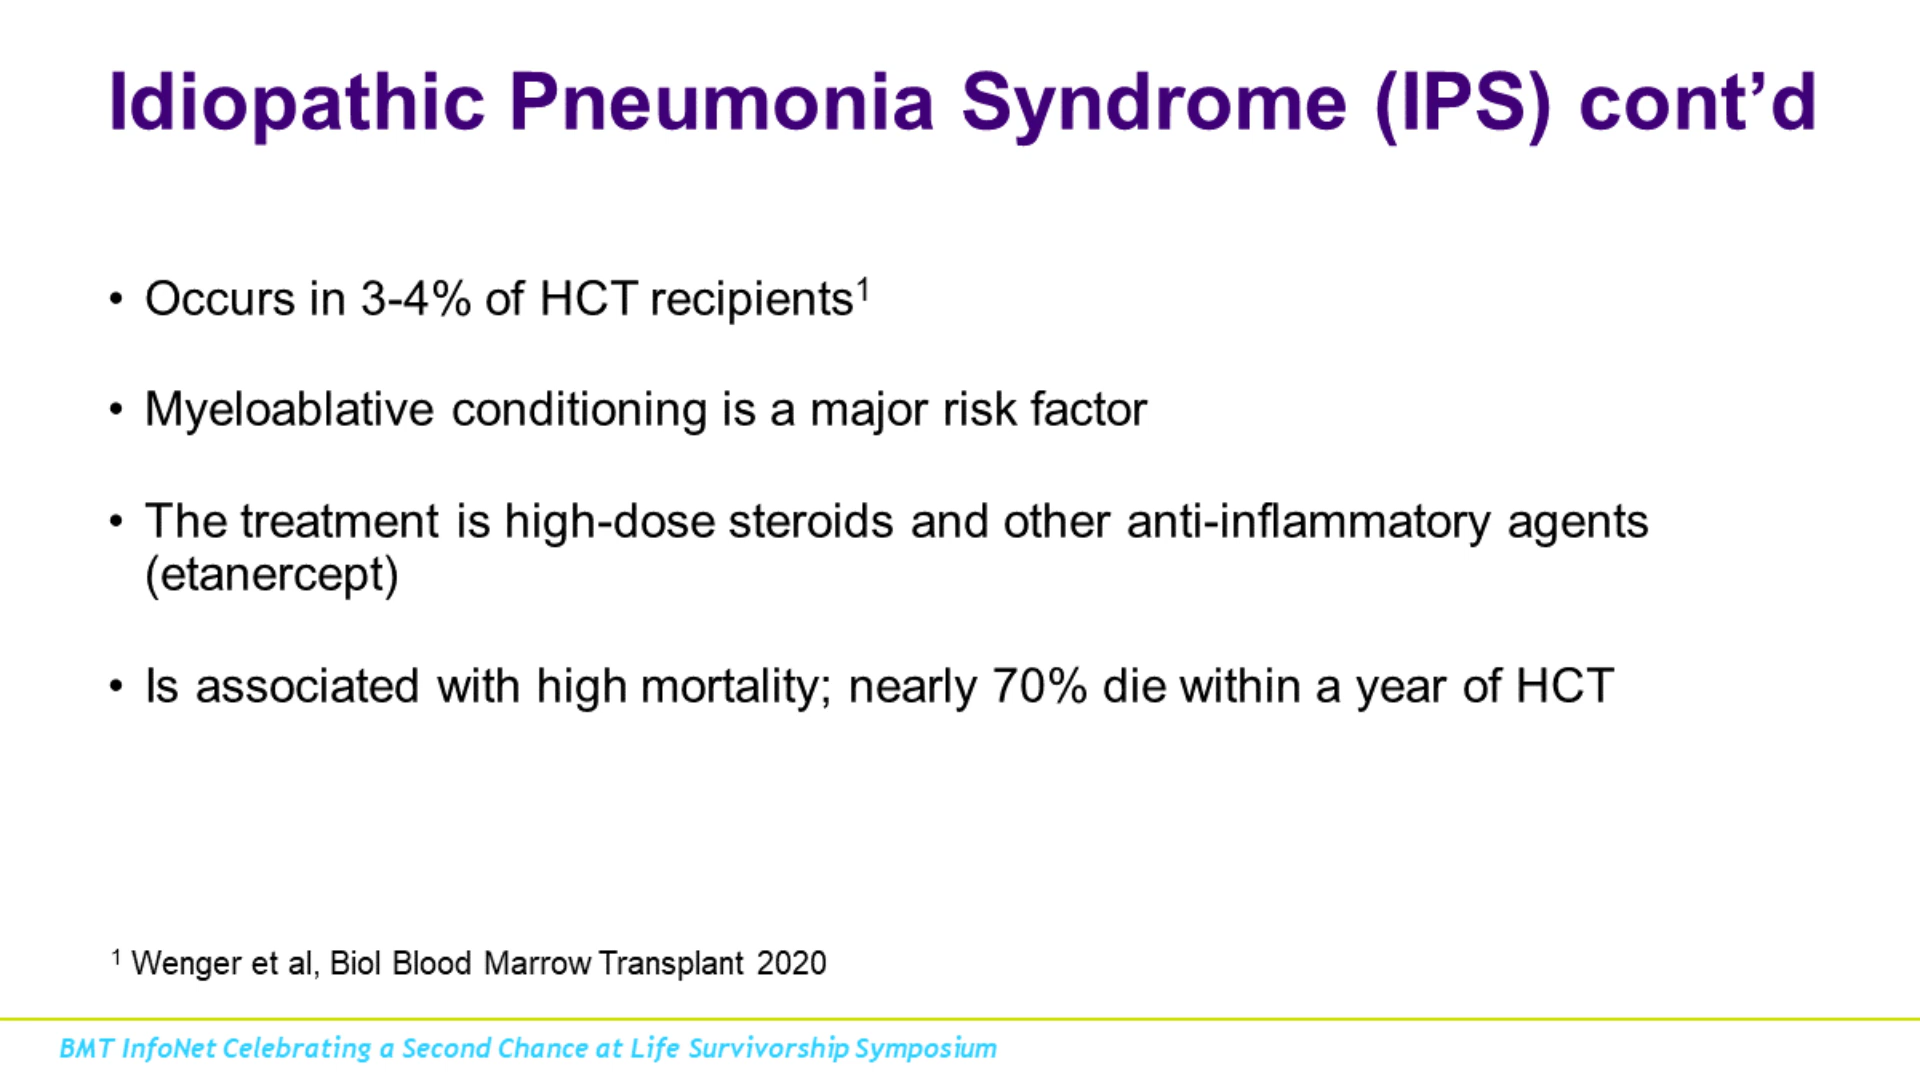 Idiopathic Pneumonia Syndrome (IPS) cont’d
• Occurs in 3-4% of HCT recipients¹
• Myeloablative conditioning is a major risk factor
• The treatment is high-dose steroids and other anti-inflammatory agents
(etanercept)
• Is associated with high mortality; nearly 70% die within a year of HCT
¹ Wenger et al, Biol Blood Marrow Transplant 2020
BMT InfoNet Celebrating a Second Chance at Life Survivorship Symposium